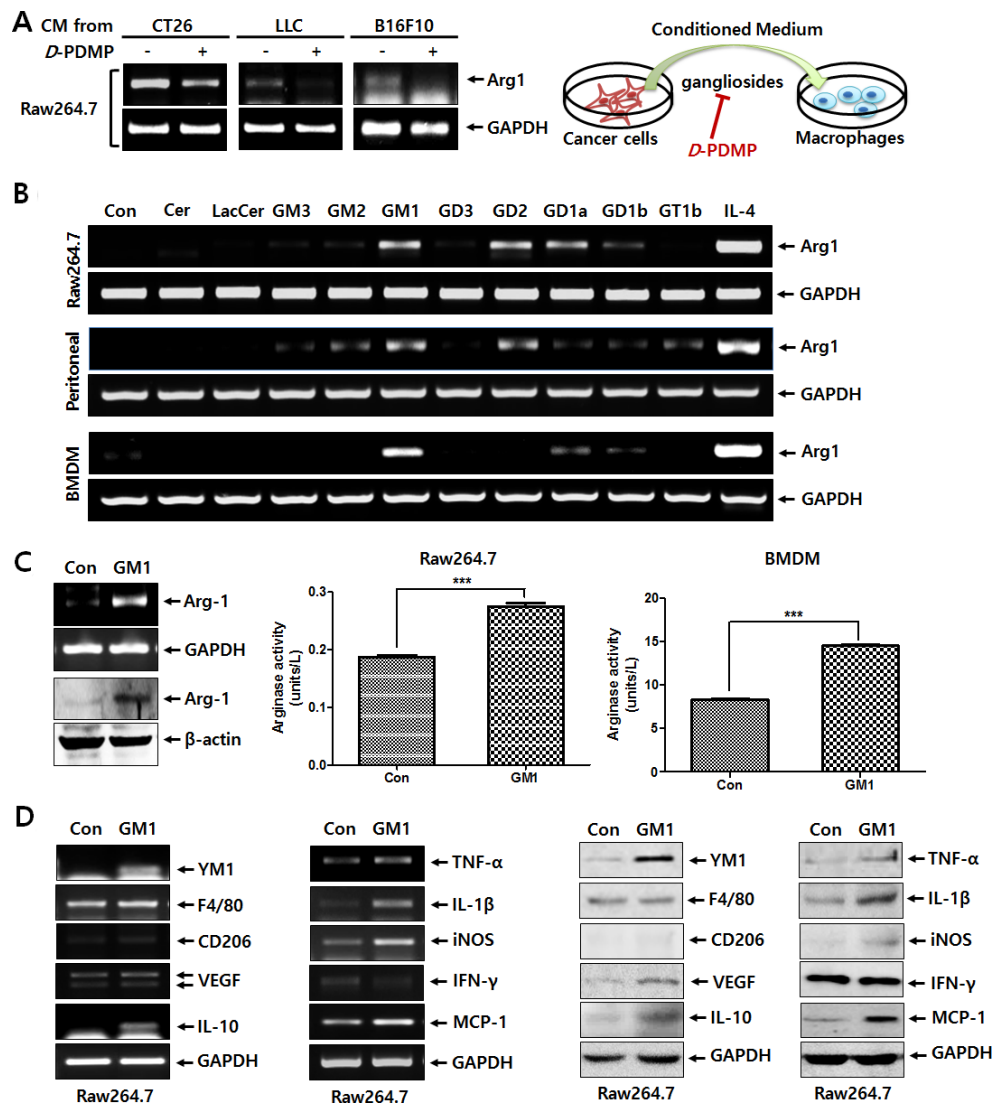 A
CM from CT26 LLC B16F10
D-PDMP - + - + - +
Raw264.7
Arg1
GAPDH
Conditioned Medium
gangliosides
Cancer cells
Macrophages
D-PDMP
B
Con Cer LacCer GM3 GM2 GM1 GD3 GD2 GD1a GD1b GT1b IL-4
Raw264.7
Arg1
GAPDH
Peritoneal
Arg1
GAPDH
BMDM
Arg1
GAPDH
C
Con GM1
Arg-1
GAPDH
Arg-1
β-actin
Raw264.7
***
Arginase activity
(units/L)
0.3
0.2
0.1
0.0
Con GM1
BMDM
***
Arginase activity
(units/L)
20
15
10
5
0
Con GM1
D
Con GM1
YM1
F4/80
CD206
VEGF
IL-10
GAPDH
Raw264.7
Con GM1
TNF-α
IL-1β
iNOS
IFN-γ
MCP-1
GAPDH
Raw264.7
Con GM1
YM1
F4/80
CD206
VEGF
IL-10
GAPDH
Raw264.7
Con GM1
TNF-α
IL-1β
iNOS
IFN-γ
MCP-1
GAPDH
Raw264.7